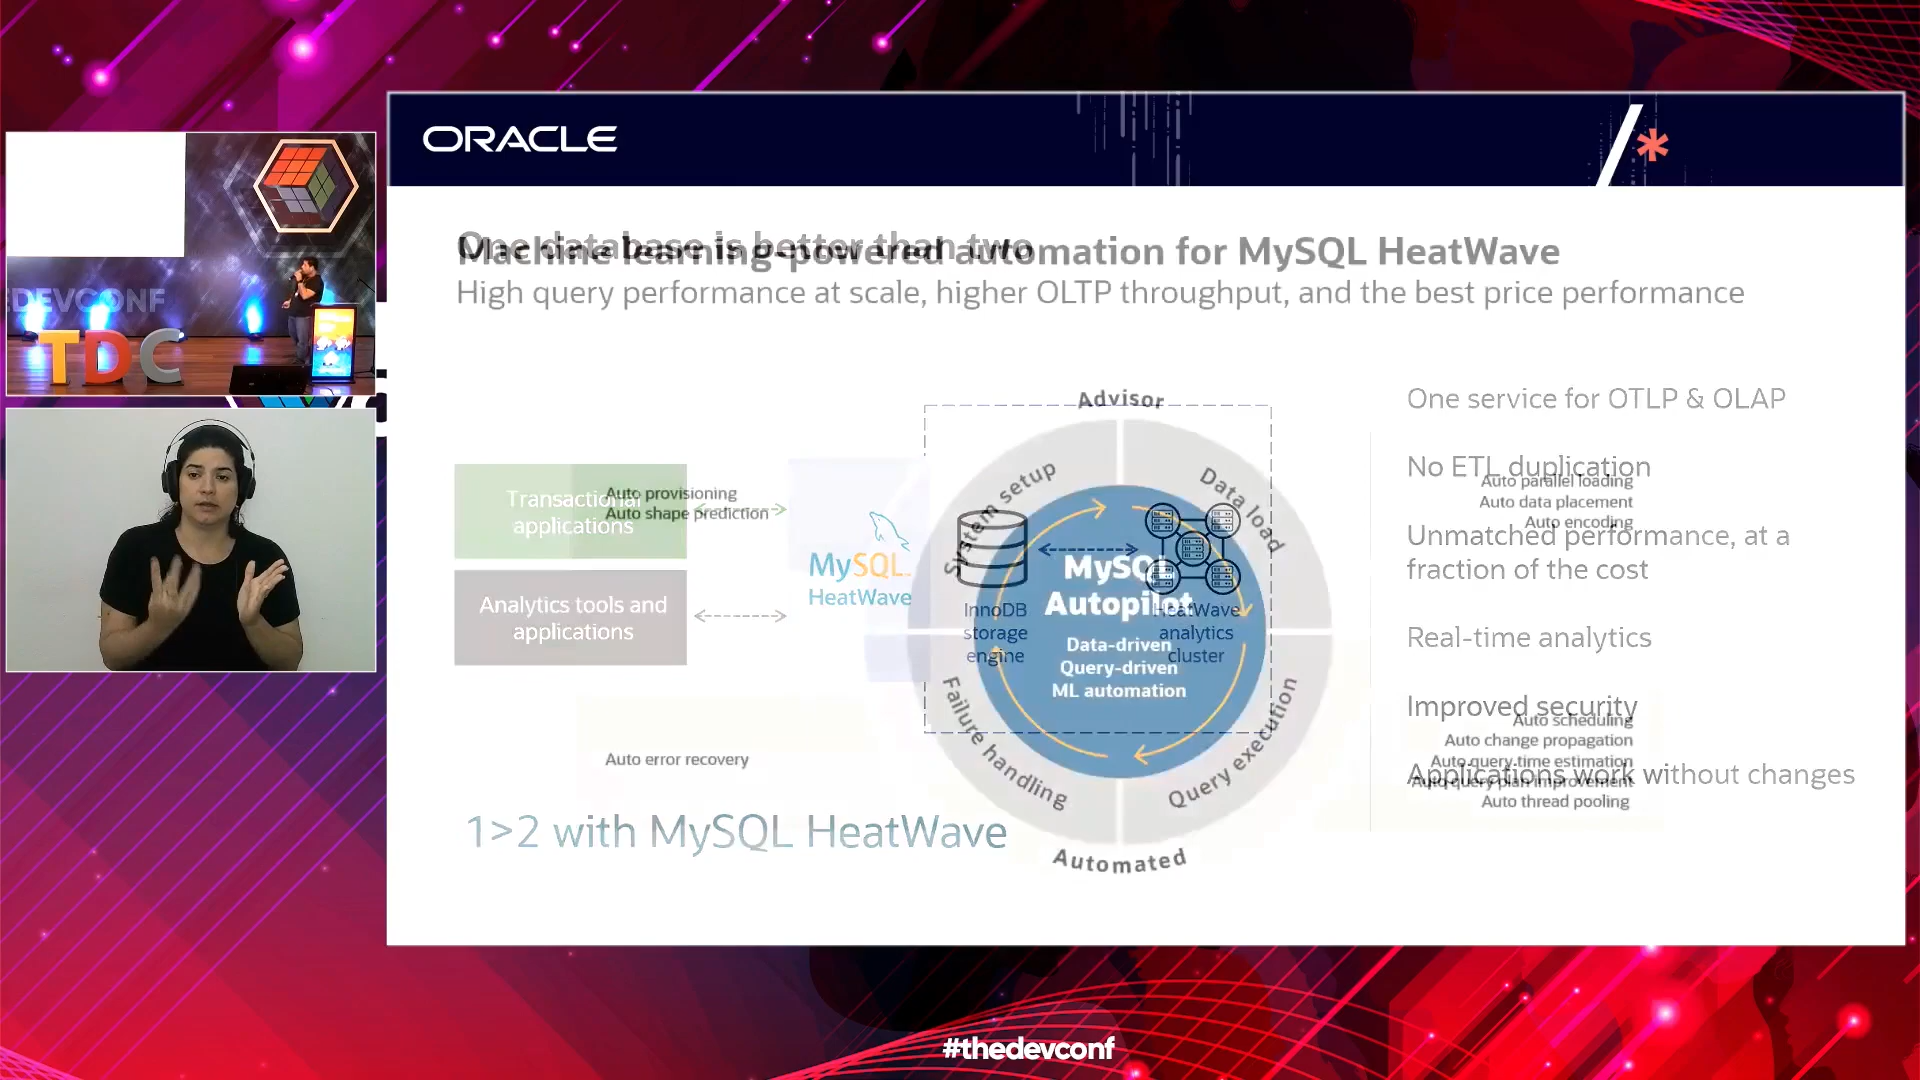 ORACLE
One database is better than two
Machine learning-powered automation for MySQL HeatWave
High query performance at scale, higher OLTP throughput, and the best price performance
Transactional
applications
Analytics tools and
applications
Auto provisioning
Auto shape prediction
Auto error recovery
MySQL
HeatWave
Advisor
System setup
Data load
Failure handling
Query execution
Automated
MySQL
Autopilot
Data-driven
Query-driven
ML automation
InnoDB
storage
engine
HeatWave
analytics
cluster
One service for OTLP & OLAP
No ETL duplication
Unmatched performance, at a
fraction of the cost
Real-time analytics
Improved security
Applications work without changes
Auto parallel loading
Auto data placement
Auto encoding
Auto scheduling
Auto change propagation
Auto query time estimation
Auto query plan improvement
Auto thread pooling
1>2 with MySQL HeatWave
EDEVCONF
TDC
#thedevconf